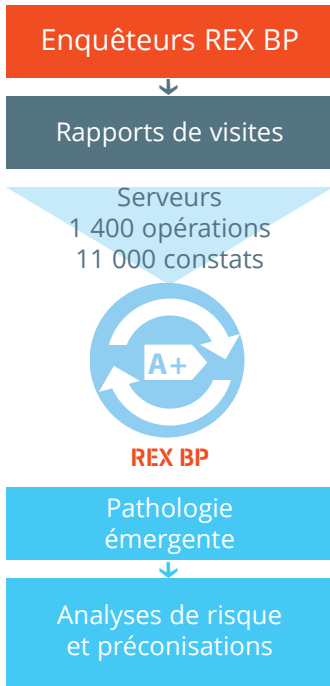 Enquêteurs REX BP
Rapports de visites
Serveurs
1 400 opérations
11 000 constats
A+
REX BP
Pathologie
émergente
Analyses de risque
et préconisations